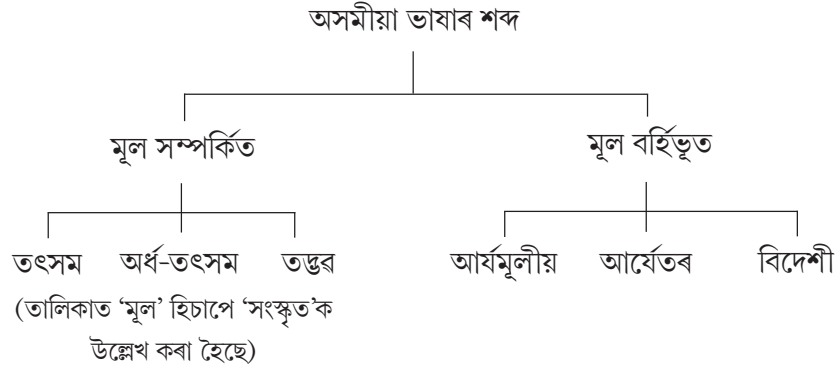 অসমীয়া ভাষাৰ শব্দ
মূল সম্পৰ্কিত মূল বৰ্হিভূত
তৎসম অৰ্ধ-তৎসম তদ্ভৱ আৰ্যমূলীয় আৰ্যেতৰ বিদেশী
(তালিকাত ‘মূল’ হিচাপে ‘সংস্কৃত’ক
উল্লেখ কৰা হৈছে)